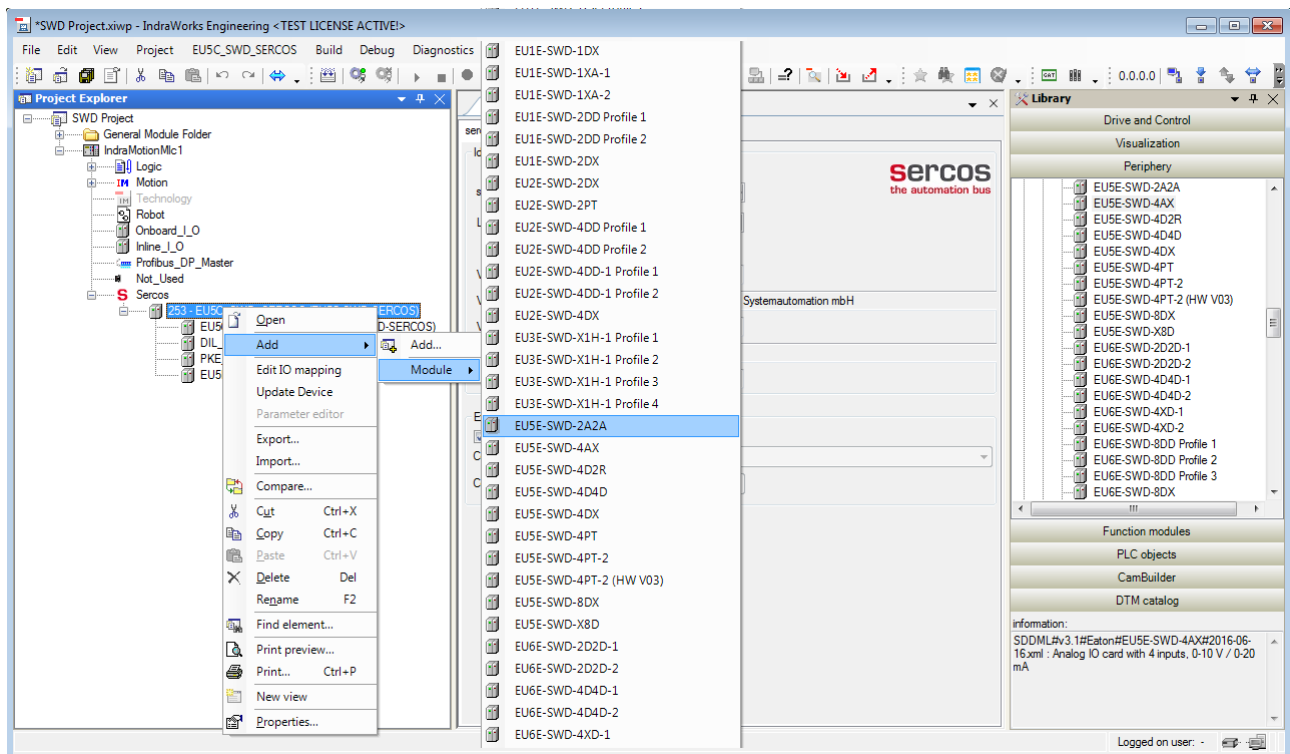 *SWD Project.xiwp - IndraWorks Engineering <TEST LICENSE ACTIVE!>
File Edit View Project EU5C_SWD_SERCOS Build Debug Diagnostics
0.0.0.0
Project Explorer
SWD Project
General Module Folder
IndraMotionMlc1
Logic
Motion
Technology
Robot
Onboard_I_O
Inline_I_O
Profibus_DP_Master
Not_Used
Sercos
Open
Add
Edit IO mapping
Update Device
Parameter editor
Export...
Import...
Compare...
Cut Ctrl+X
Copy Ctrl+C
Paste Ctrl+V
Delete Del
Rename F2
Find element...
Print preview...
Print... Ctrl+P
New view
Properties...
Add...
Module
EU1E-SWD-1DX
EU1E-SWD-1XA-1
EU1E-SWD-1XA-2
EU1E-SWD-2DD Profile 1
EU1E-SWD-2DD Profile 2
EU1E-SWD-2DX
EU2E-SWD-2DX
EU2E-SWD-2PT
EU2E-SWD-4DD Profile 1
EU2E-SWD-4DD Profile 2
EU2E-SWD-4DD-1 Profile 1
EU2E-SWD-4DD-1 Profile 2
EU2E-SWD-4DX
EU3E-SWD-X1H-1 Profile 1
EU3E-SWD-X1H-1 Profile 2
EU3E-SWD-X1H-1 Profile 3
EU3E-SWD-X1H-1 Profile 4
EU5E-SWD-2A2A
EU5E-SWD-4AX
EU5E-SWD-4D2R
EU5E-SWD-4D4D
EU5E-SWD-4DX
EU5E-SWD-4PT
EU5E-SWD-4PT-2
EU5E-SWD-4PT-2 (HW V03)
EU5E-SWD-8DX
EU5E-SWD-X8D
EU6E-SWD-2D2D-1
EU6E-SWD-2D2D-2
EU6E-SWD-4D4D-1
EU6E-SWD-4D4D-2
EU6E-SWD-4XD-1
sercos
the automation bus
Systemautomation mbH
Library
Drive and Control
Visualization
Periphery
EU5E-SWD-2A2A
EU5E-SWD-4AX
EU5E-SWD-4D2R
EU5E-SWD-4D4D
EU5E-SWD-4DX
EU5E-SWD-4PT
EU5E-SWD-4PT-2
EU5E-SWD-4PT-2 (HW V03)
EU5E-SWD-8DX
EU5E-SWD-X8D
EU6E-SWD-2D2D-1
EU6E-SWD-2D2D-2
EU6E-SWD-4D4D-1
EU6E-SWD-4D4D-2
EU6E-SWD-4XD-1
EU6E-SWD-4XD-2
EU6E-SWD-8DD Profile 1
EU6E-SWD-8DD Profile 2
EU6E-SWD-8DD Profile 3
EU6E-SWD-8DX
Function modules
PLC objects
CamBuilder
DTM catalog
information:
SDDML#v3.1#Eaton#EU5E-SWD-4AX#2016-06-
16.xml : Analog IO card with 4 inputs, 0-10 V / 0-20
mA
Logged on user: -